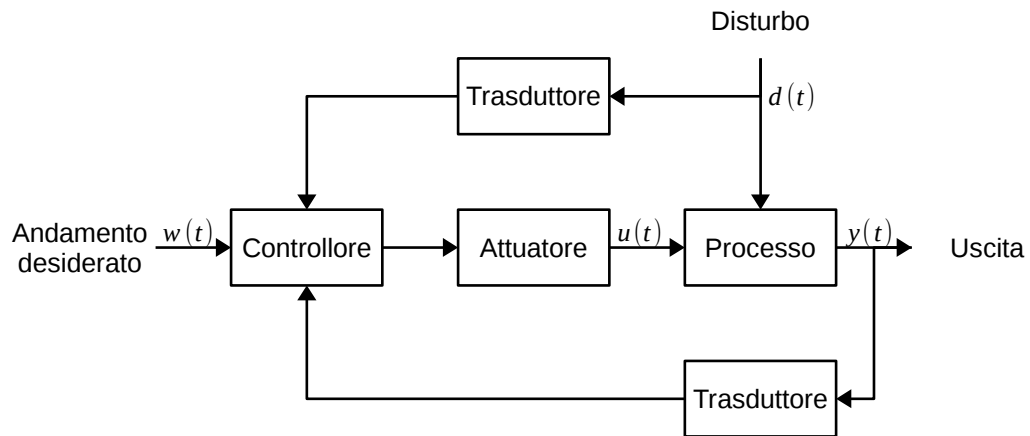 Disturbo
Trasduttore
d(t)
Andamento
desiderato
w(t)
Controllore
Attuatore
u(t)
Processo
y(t)
Uscita
Trasduttore